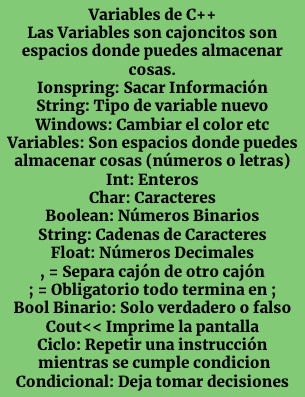 Variables de C++
Las Variables son cajoncitos son
espacios donde puedes almacenar
cosas.
Ionspring: Sacar Información
String: Tipo de variable nuevo
Windows: Cambiar el color etc
Variables: Son espacios donde puedes
almacenar cosas (números o letras)
Int: Enteros
Char: Caracteres
Boolean: Números Binarios
String: Cadenas de Caracteres
Float: Números Decimales
, = Separa cajón de otro cajón
; = Obligatorio todo termina en ;
Bool Binario: Solo verdadero o falso
Cout<< Imprime la pantalla
Ciclo: Repetir una instrucción
mientras se cumple condicion
Condicional: Deja tomar decisiones